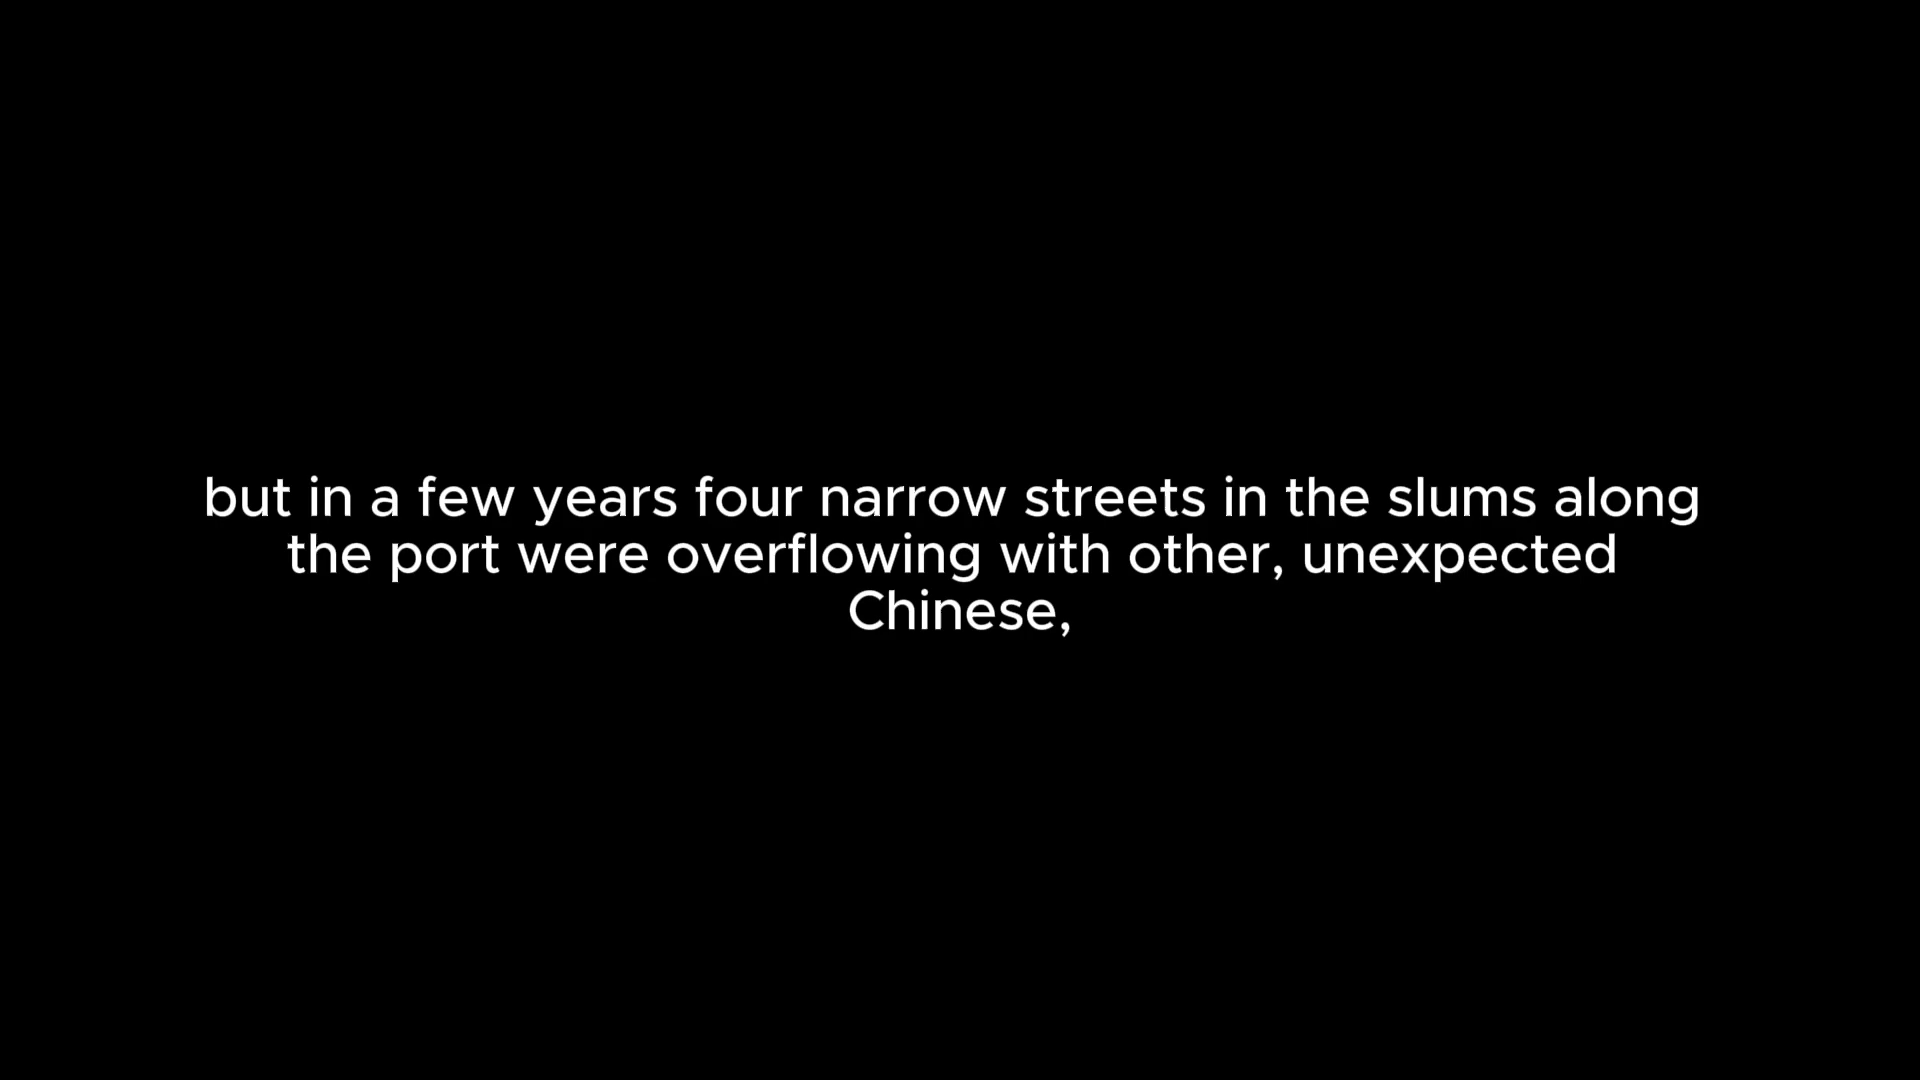 but in a few years four narrow streets in the slums along
the port were overflowing with other, unexpected
Chinese,